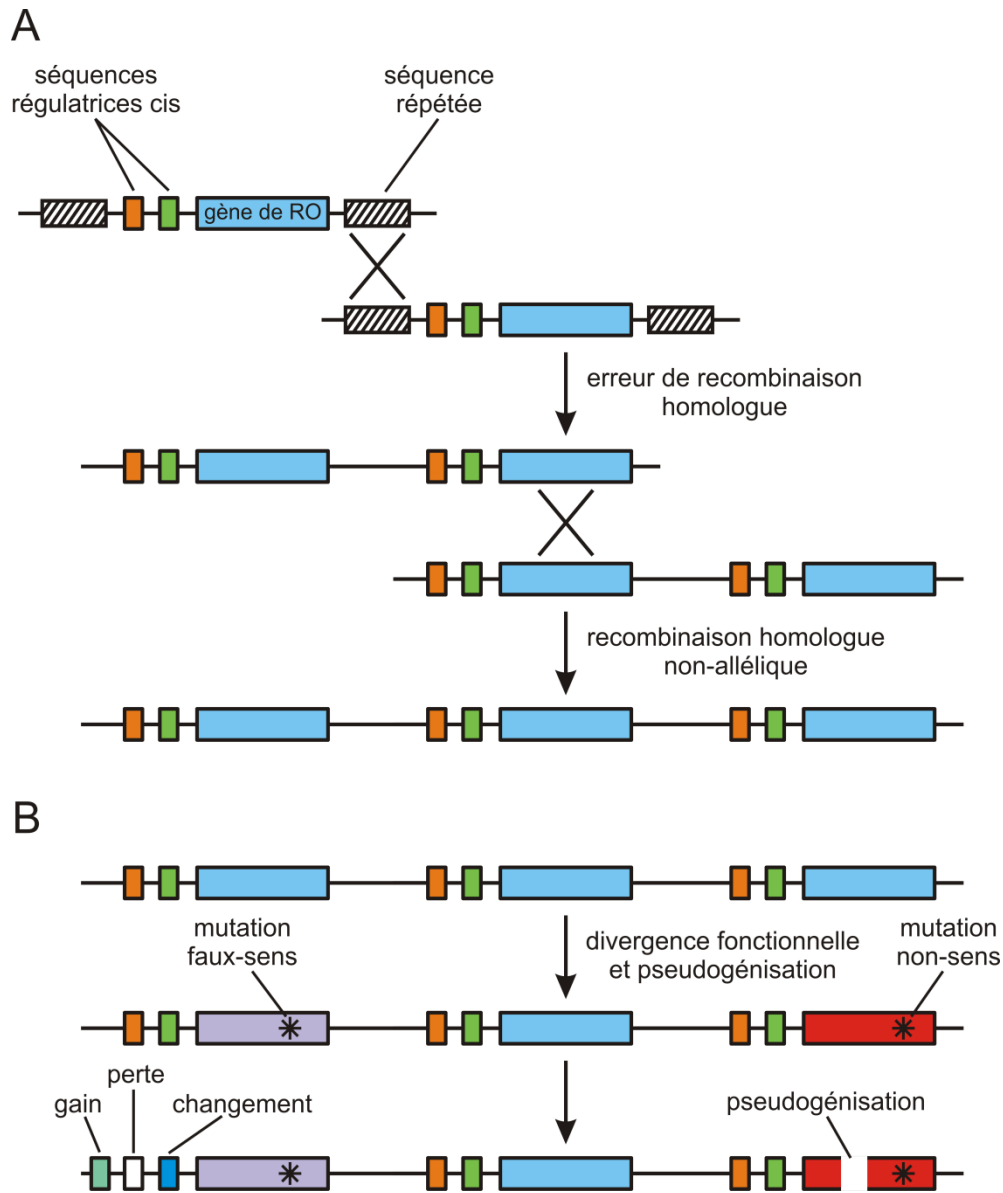 A
séquences
régulatrices cis
séquence
répétée
gène de RO
erreur de recombinaison
homologue
recombinaison homologue
non-allélique
B
mutation
faux-sens
divergence fonctionnelle
et pseudogénisation
mutation
non-sens
perte
gain
changement
pseudogénisation